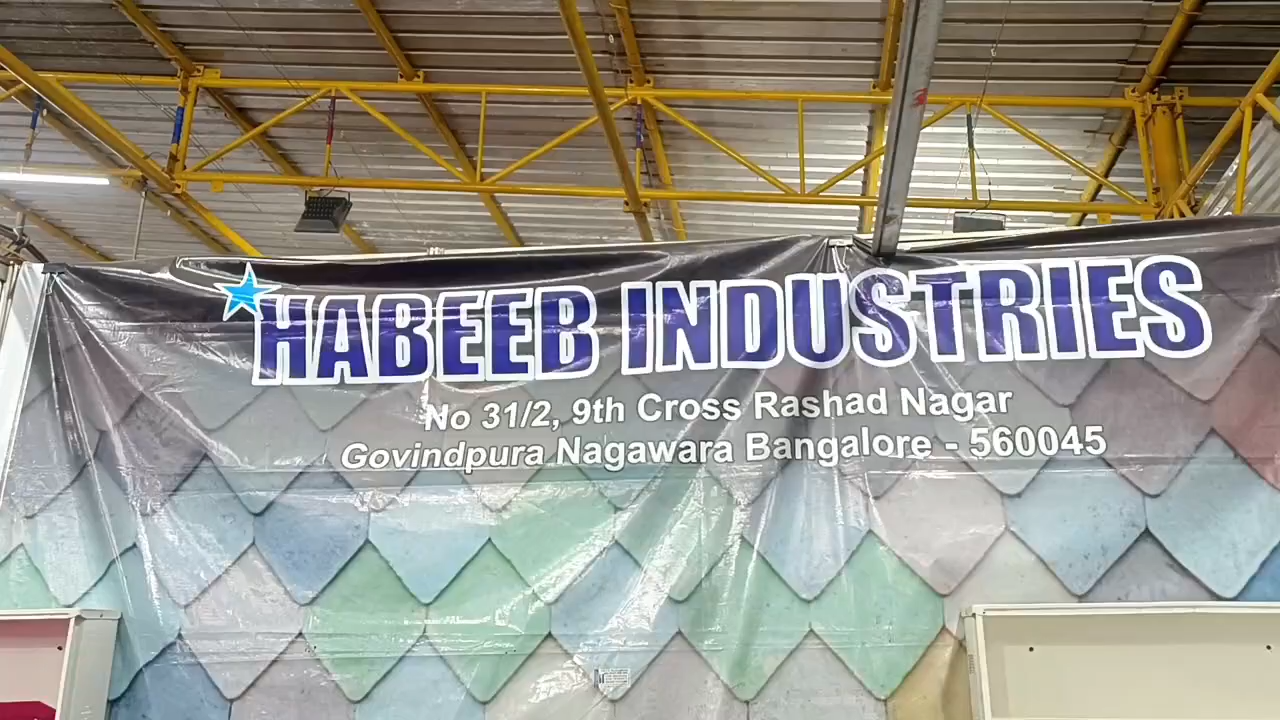 HABEEB INDUSTRIES
No 31/2, 9th Cross Rashad Nagar
Govindpura Nagawara Bangalore - 560045